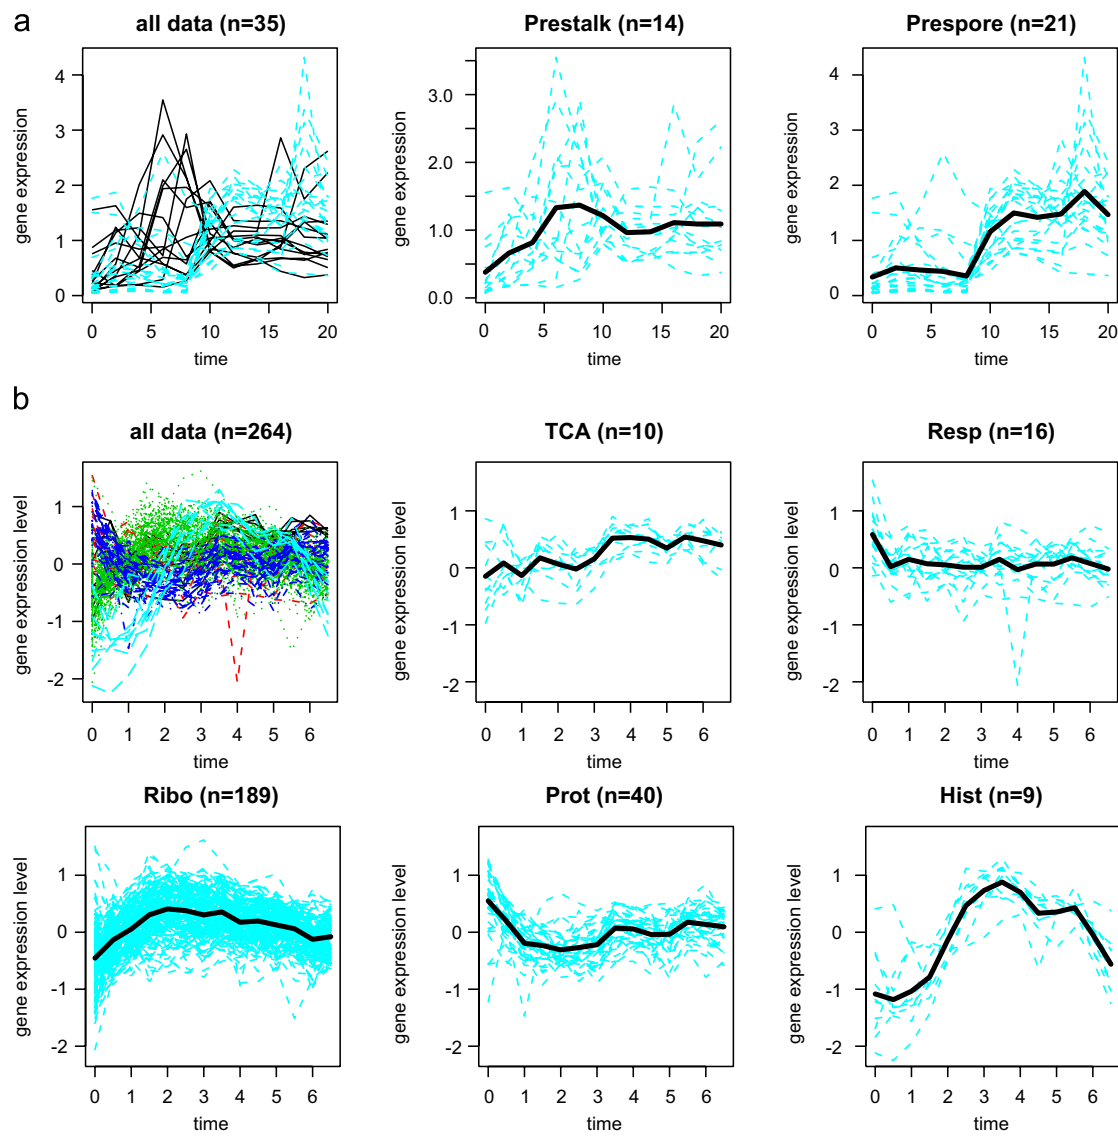 a
all data (n=35)
Prestalk (n=14)
Prespore (n=21)
gene expression
4
3
2
1
0
0 5 10 15 20
time
gene expression
3.0
2.0
1.0
0.0
0 5 10 15 20
time
gene expression
4
3
2
1
0
0 5 10 15 20
time
b
all data (n=264)
TCA (n=10)
Resp (n=16)
gene expression level
1
0
-1
-2
0 1 2 3 4 5 6
time
gene expression level
1
0
-1
-2
0 1 2 3 4 5 6
time
gene expression level
1
0
-1
-2
0 1 2 3 4 5 6
time
Ribo (n=189)
Prot (n=40)
Hist (n=9)
gene expression level
1
0
-1
-2
0 1 2 3 4 5 6
time
gene expression level
1
0
-1
-2
0 1 2 3 4 5 6
time
gene expression level
1
0
-1
-2
0 1 2 3 4 5 6
time